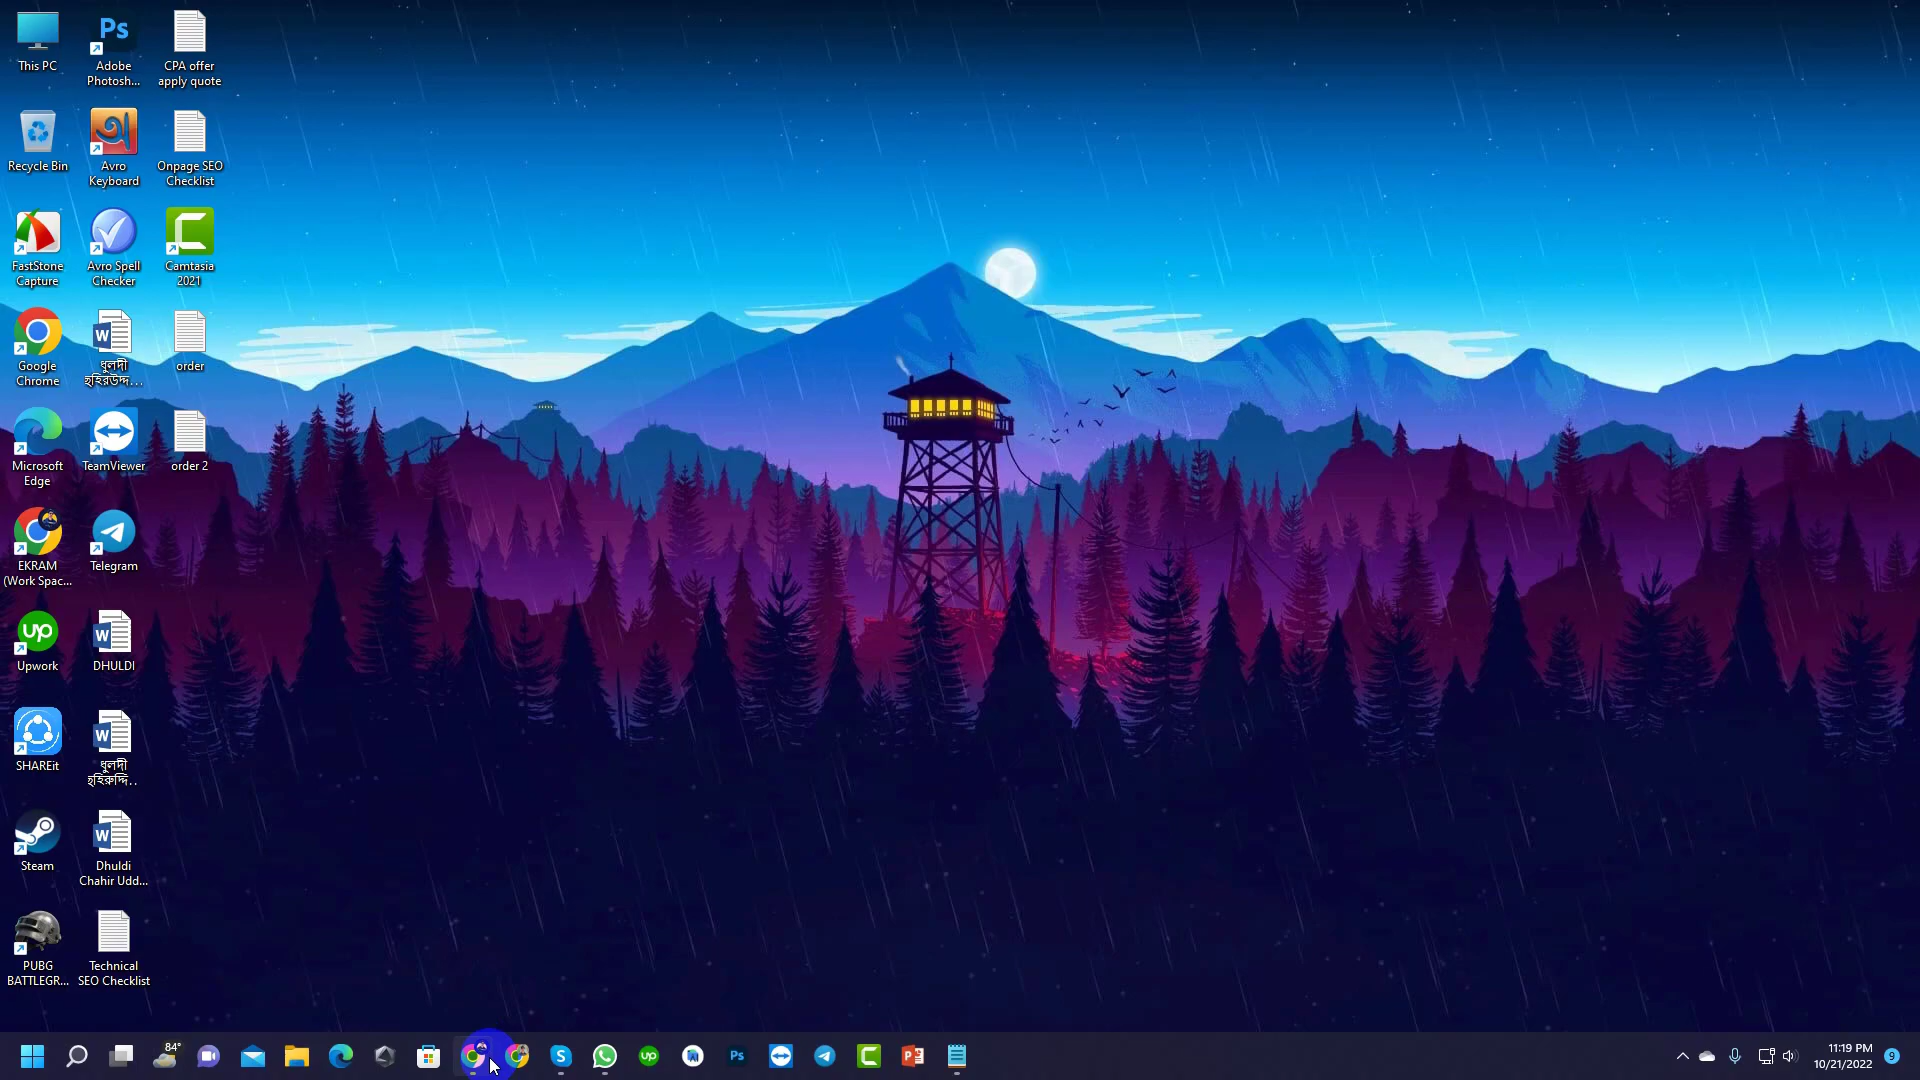 This PC
Adobe
Photosh...
CPA offer
apply quote
Recycle Bin
Avro
Keyboard
Onpage SEO
Checklist
FastStone
Capture
Avro Spell
Checker
Camtasia
2021
Google
Chrome
ধুলদী
order
Microsoft
Edge
TeamViewer
order 2
EKRAM
(Work Spac...
Telegram
Upwork
DHULDI
SHAREit
ধুলদী
Steam
Dhuldi
Chahir Udd...
PUBG
BATTLEGR...
Technical
SEO Checklist
84°
11:19 PM
10/21/2022
9